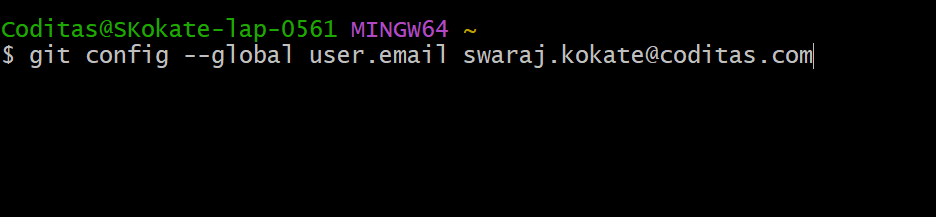 Coditas@SKokate-lap-0561 MINGW64 ~
$ git config --global user.email swaraj.kokate@coditas.com